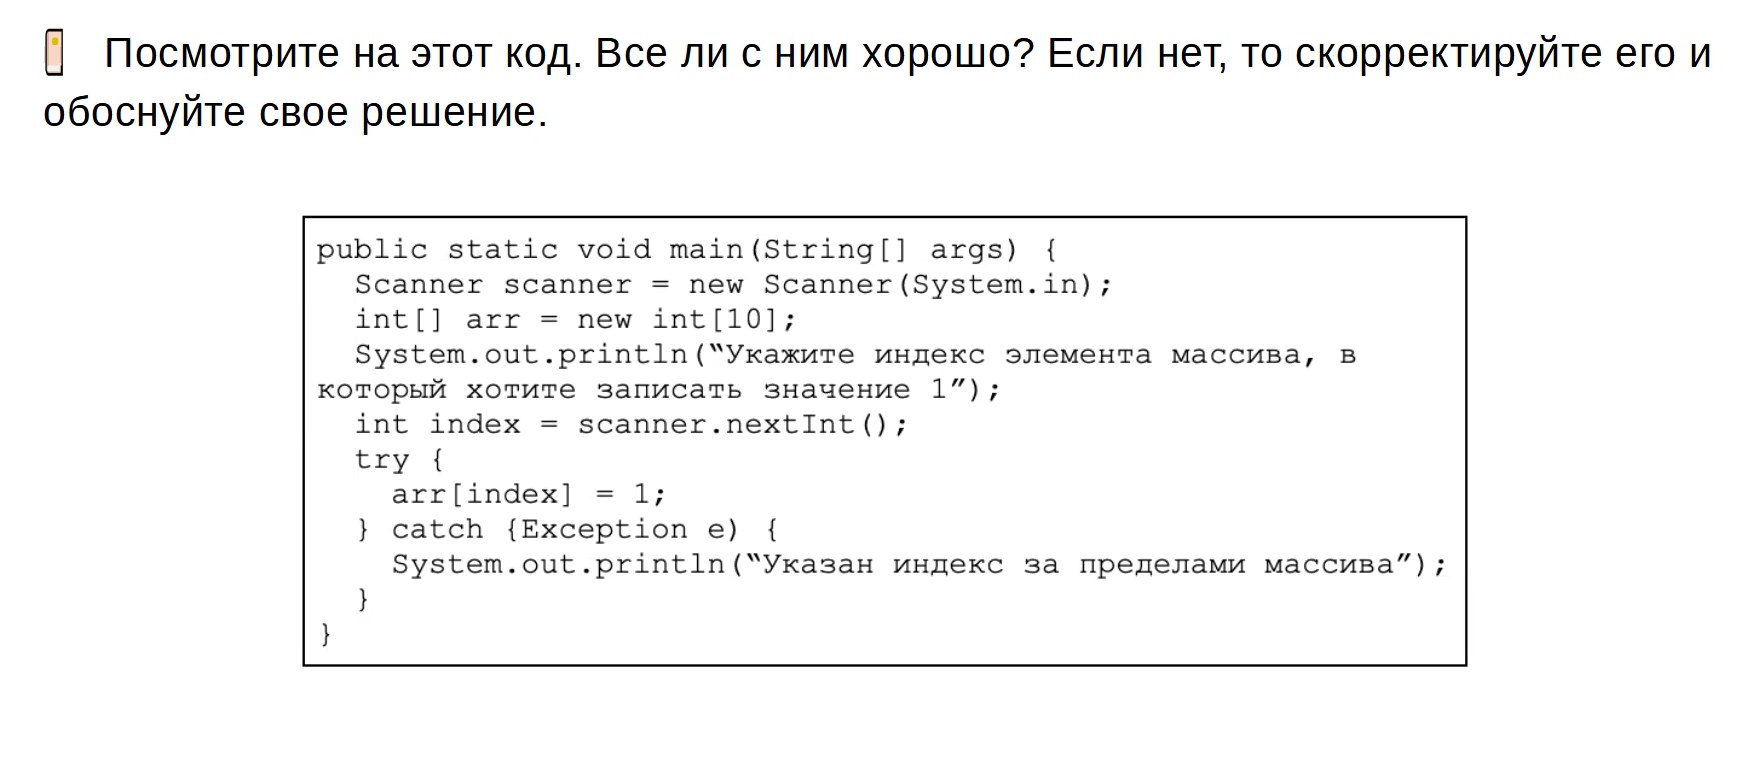 Посмотрите на этот код. Все ли с ним хорошо? Если нет, то скорректируйте его и
обоснуйте свое решение.
public static void main(String[] args) {
Scanner scanner = new Scanner(System.in);
int[] arr = new int[10];
System.out.println(“Укажите индекс элемента массива, в
который хотите записать значение 1”);
int index = scanner.nextInt();
try {
arr[index] = 1;
} catch {Exception e) {
System.out.println(“Указан индекс за пределами массива”);
}
}